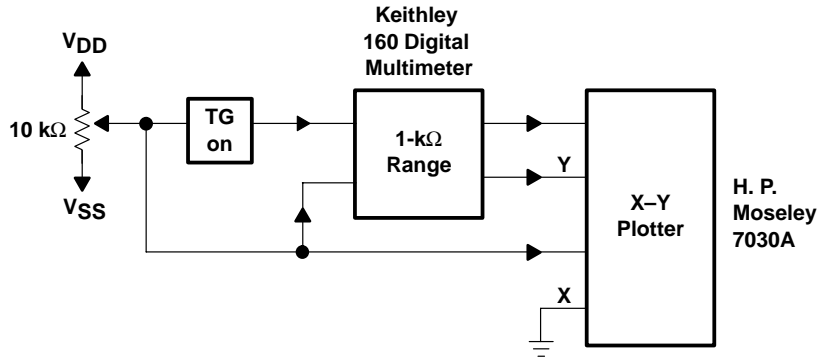 Keithley
160 Digital
Multimeter
VDD
10 kΩ
VSS
TG
on
1-kΩ
Range
Y
X
X–Y
Plotter
H. P.
Moseley
7030A